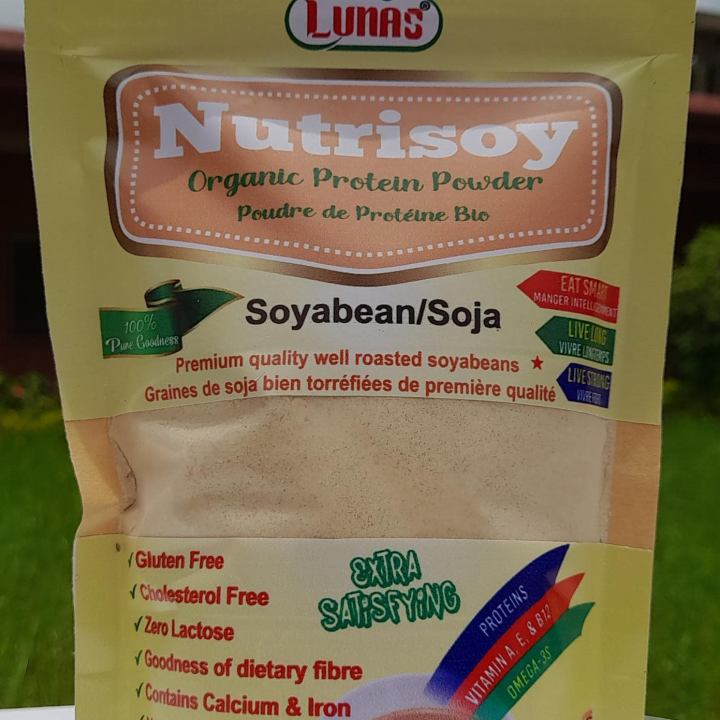 LUNAS®
Nutrisoy
Organic Protein Powder
Poudre de Protéine Bio
100%
Pure Goodness
Soyabean/Soja
EAT SMART
MANGER INTELLIGEMMENT
LIVE LONG
VIVRE LONGTEMPS
LIVE STRONG
VIVRE FORT
Premium quality well roasted soyabeans
Graines de soja bien torréfiées de première qualité
✓Gluten Free
✓Cholesterol Free
✓Zero Lactose
✓Goodness of dietary fibre
✓Contains Calcium & Iron
EXTRA
SATISFYING
PROTEINS
VITAMIN A, E, & B12
OMEGA-3S